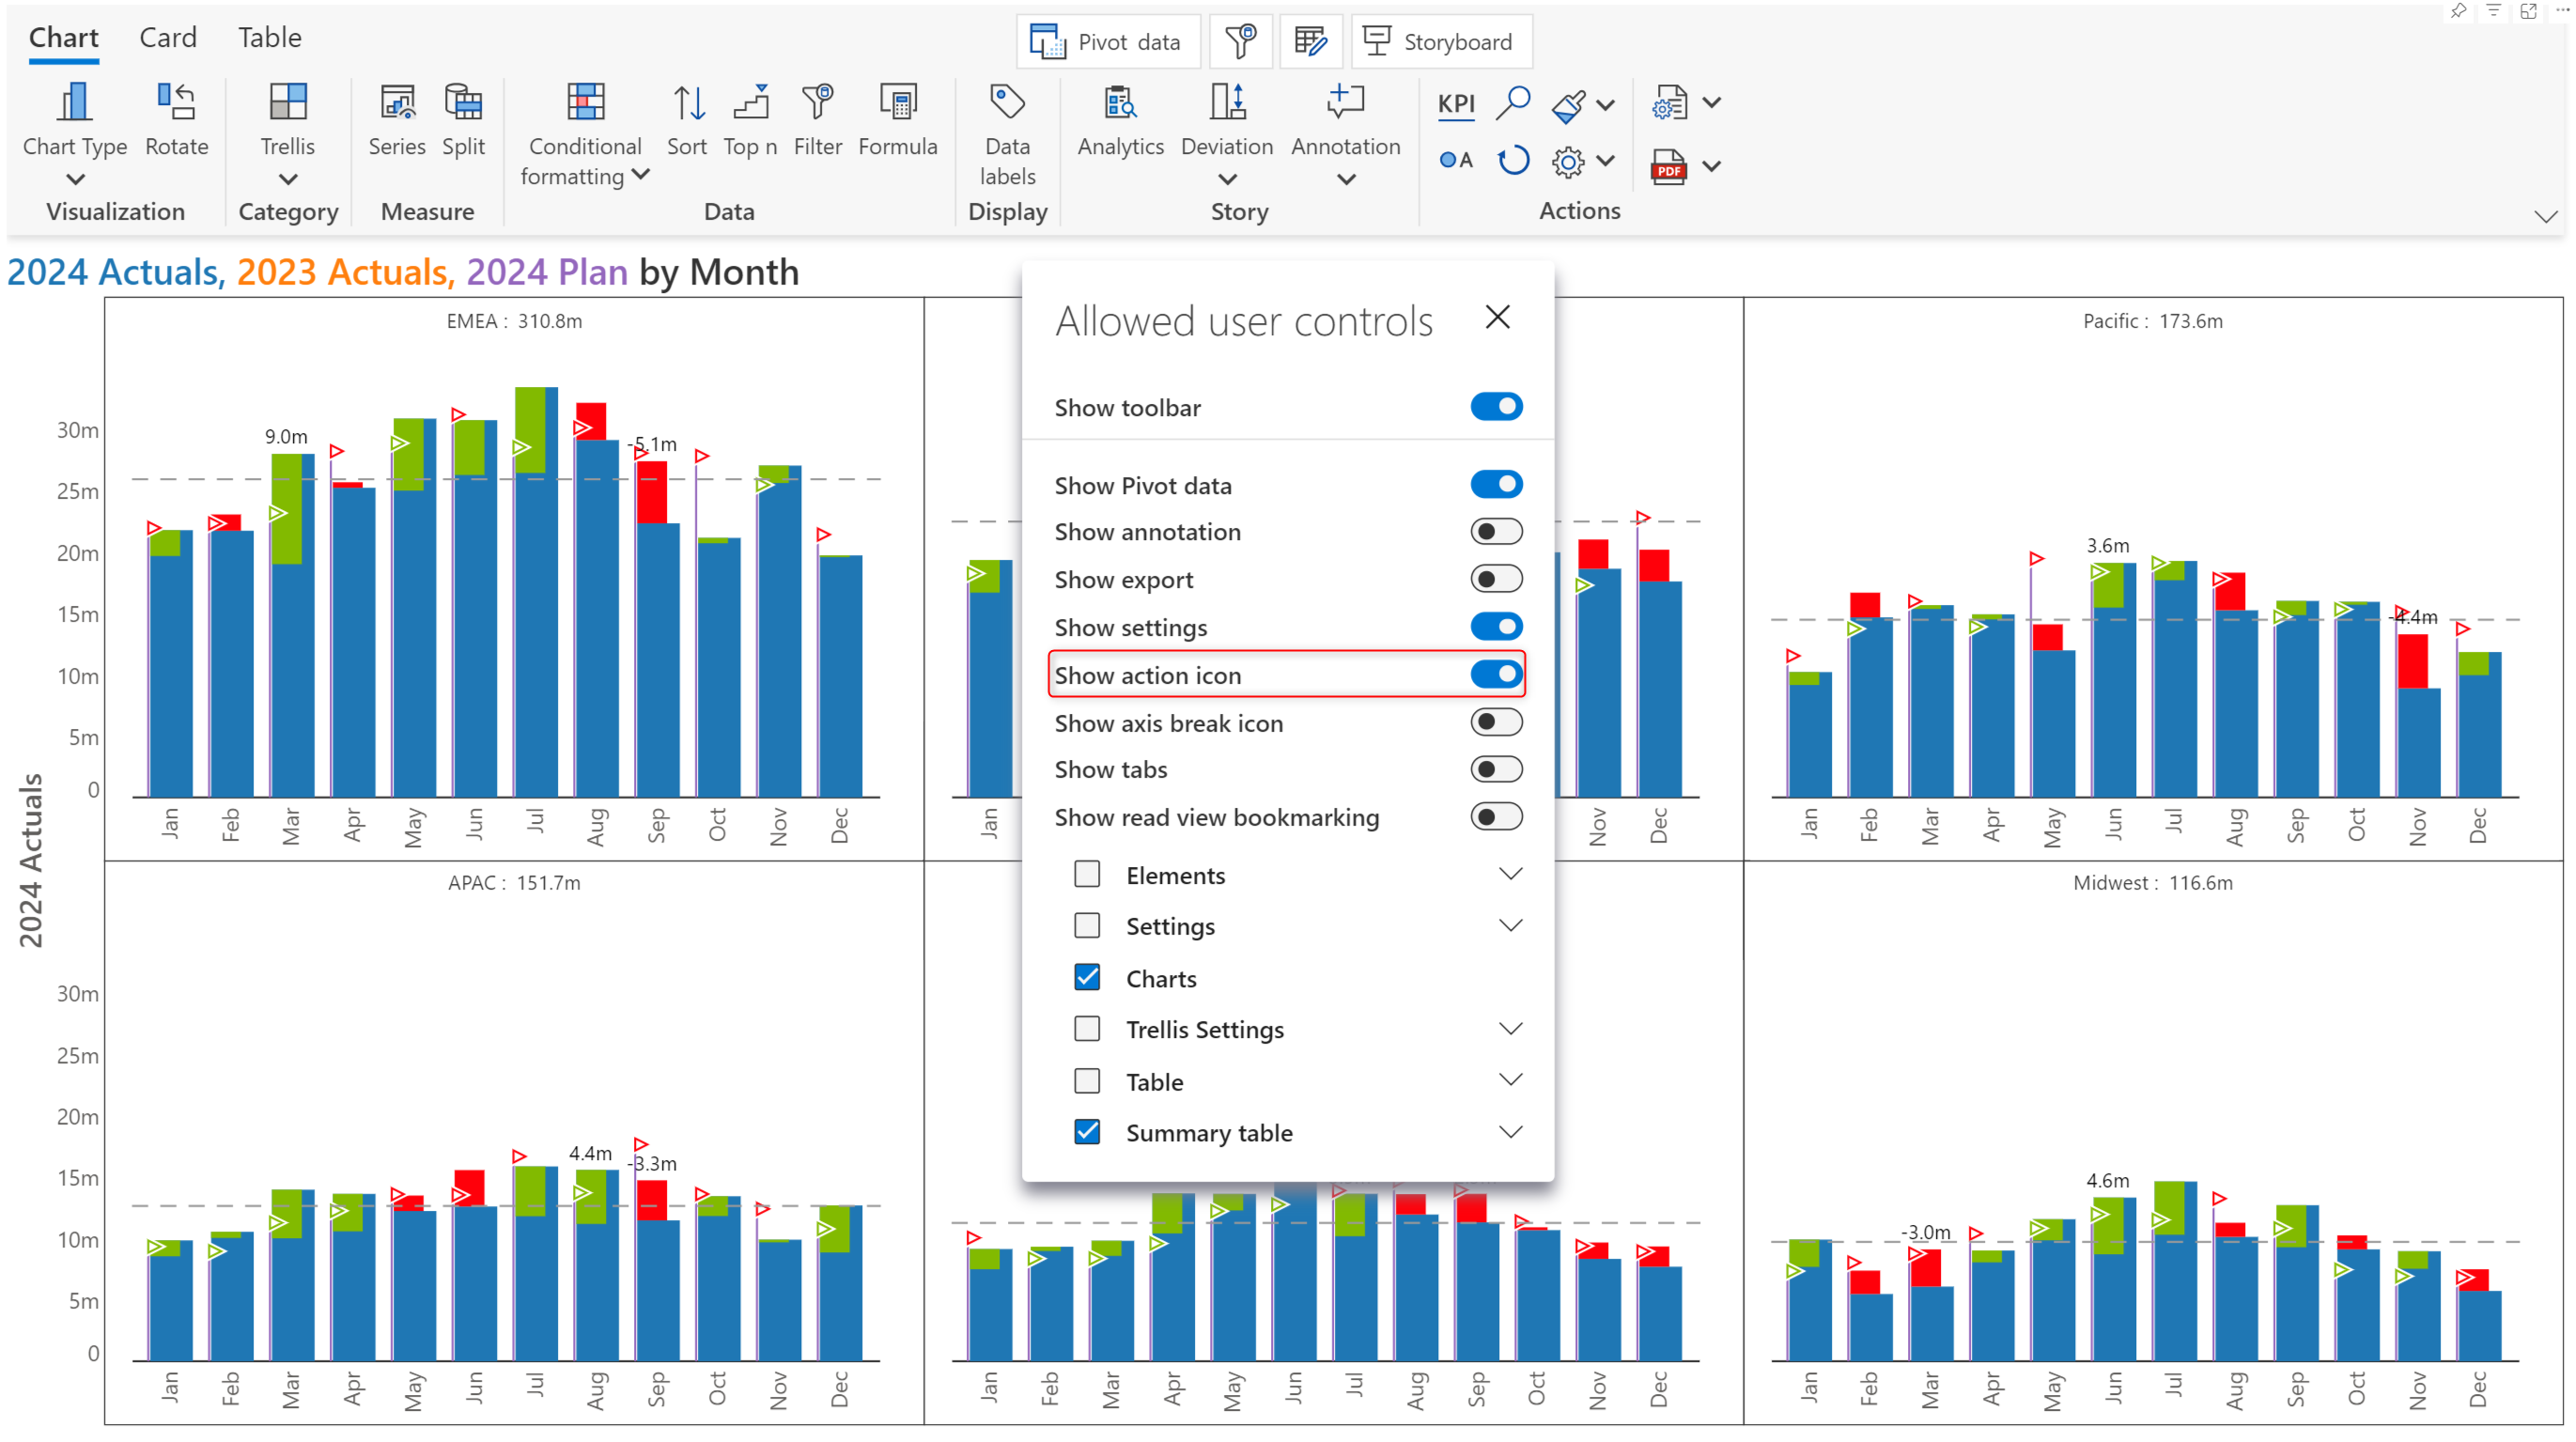 Chart Card Table
Pivot data
Storyboard
Chart Type
Rotate
Visualization
Trellis
Category
Series
Split
Measure
Conditional
formatting
Sort
Top n
Filter
Formula
Data
Data
labels
Display
Analytics
Deviation
Annotation
Story
KPI
A
PDF
Actions
2024 Actuals, 2023 Actuals, 2024 Plan by Month
2024 Actuals
EMEA : 310.8m
30m
25m
20m
15m
10m
5m
0
9.0m
-5.1m
Jan Feb Mar Apr May Jun Jul Aug Sep Oct Nov Dec
Jan Nov Dec
Pacific : 173.6m
3.6m
-4.4m
Jan Feb Mar Apr May Jun Jul Aug Sep Oct Nov Dec
Allowed user controls
Show toolbar
Show Pivot data
Show annotation
Show export
Show settings
Show action icon
Show axis break icon
Show tabs
Show read view bookmarking
Elements
Settings
Charts
Trellis Settings
Table
Summary table
APAC : 151.7m
30m
25m
20m
15m
10m
5m
0
4.4m
-3.3m
Jan Feb Mar Apr May Jun Jul Aug Sep Oct Nov Dec
Jan Feb Mar Apr May Jun Jul Aug Sep Oct Nov Dec
Midwest : 116.6m
-3.0m
4.6m
Jan Feb Mar Apr May Jun Jul Aug Sep Oct Nov Dec